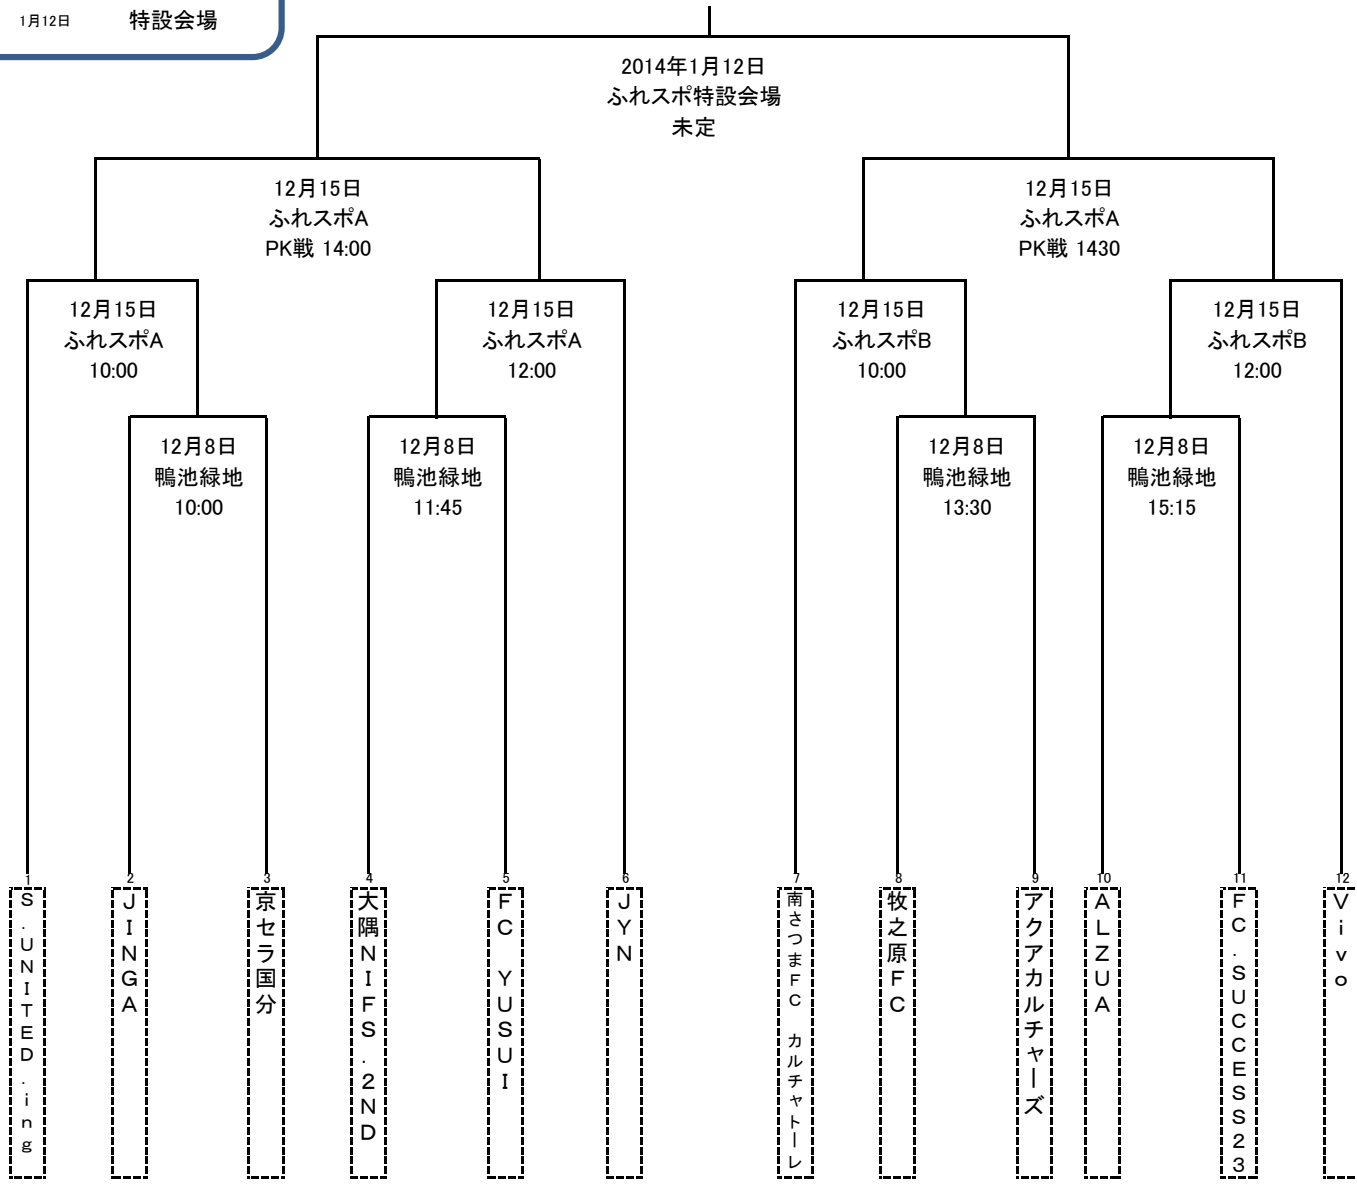 1月12日 特設会場
2014年1月12日
ふれスポ特設会場
未定
12月15日
ふれスポA
PK戦 14:00
12月15日
ふれスポA
PK戦 1430
12月15日
ふれスポA
10:00
12月15日
ふれスポA
12:00
12月15日
ふれスポB
10:00
12月15日
ふれスポB
12:00
12月8日
鴨池緑地
10:00
12月8日
鴨池緑地
11:45
12月8日
鴨池緑地
13:30
12月8日
鴨池緑地
15:15
1
S.UNITED.ing
2
JINGA
3
京セラ国分
4
大隅NIFS.2ND
5
FC YUSUI
6
JYN
7
南さつまFC カルチャトーレ
8
牧之原FC
9
アクアカルチャーズ
10
ALZUA
11
FC.SUCCESS23
12
Vivo